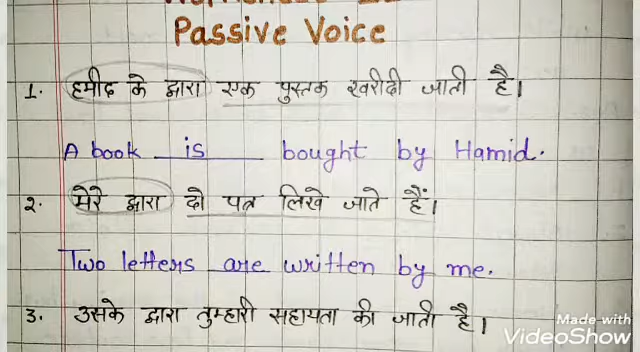 Passive Voice
1. हमीद के द्वारा एक पुस्तक खरीदी जाती है।
A book is bought by Hamid.
२. मेरे द्वारा दो पत्र लिखे जाते हैं।
Two letters are written by me.
3. उसके द्वारा तुम्हारी सहायता की जाती है।
Made with
VideoShow